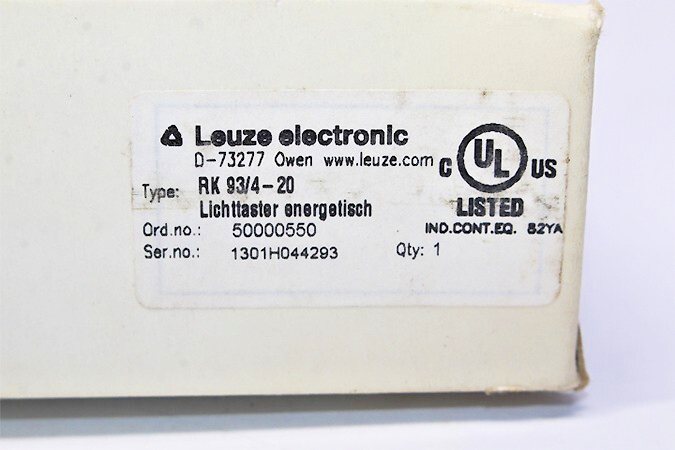 Leuze electronic
D-73277 Owen www.leuze.com
Type: RK 93/4-20
Lichttaster energetisch
Ord.no.: 50000550
Ser.no.: 1301H044293 Qty: 1
C UL US
LISTED
IND.CONT.EQ. 82YA